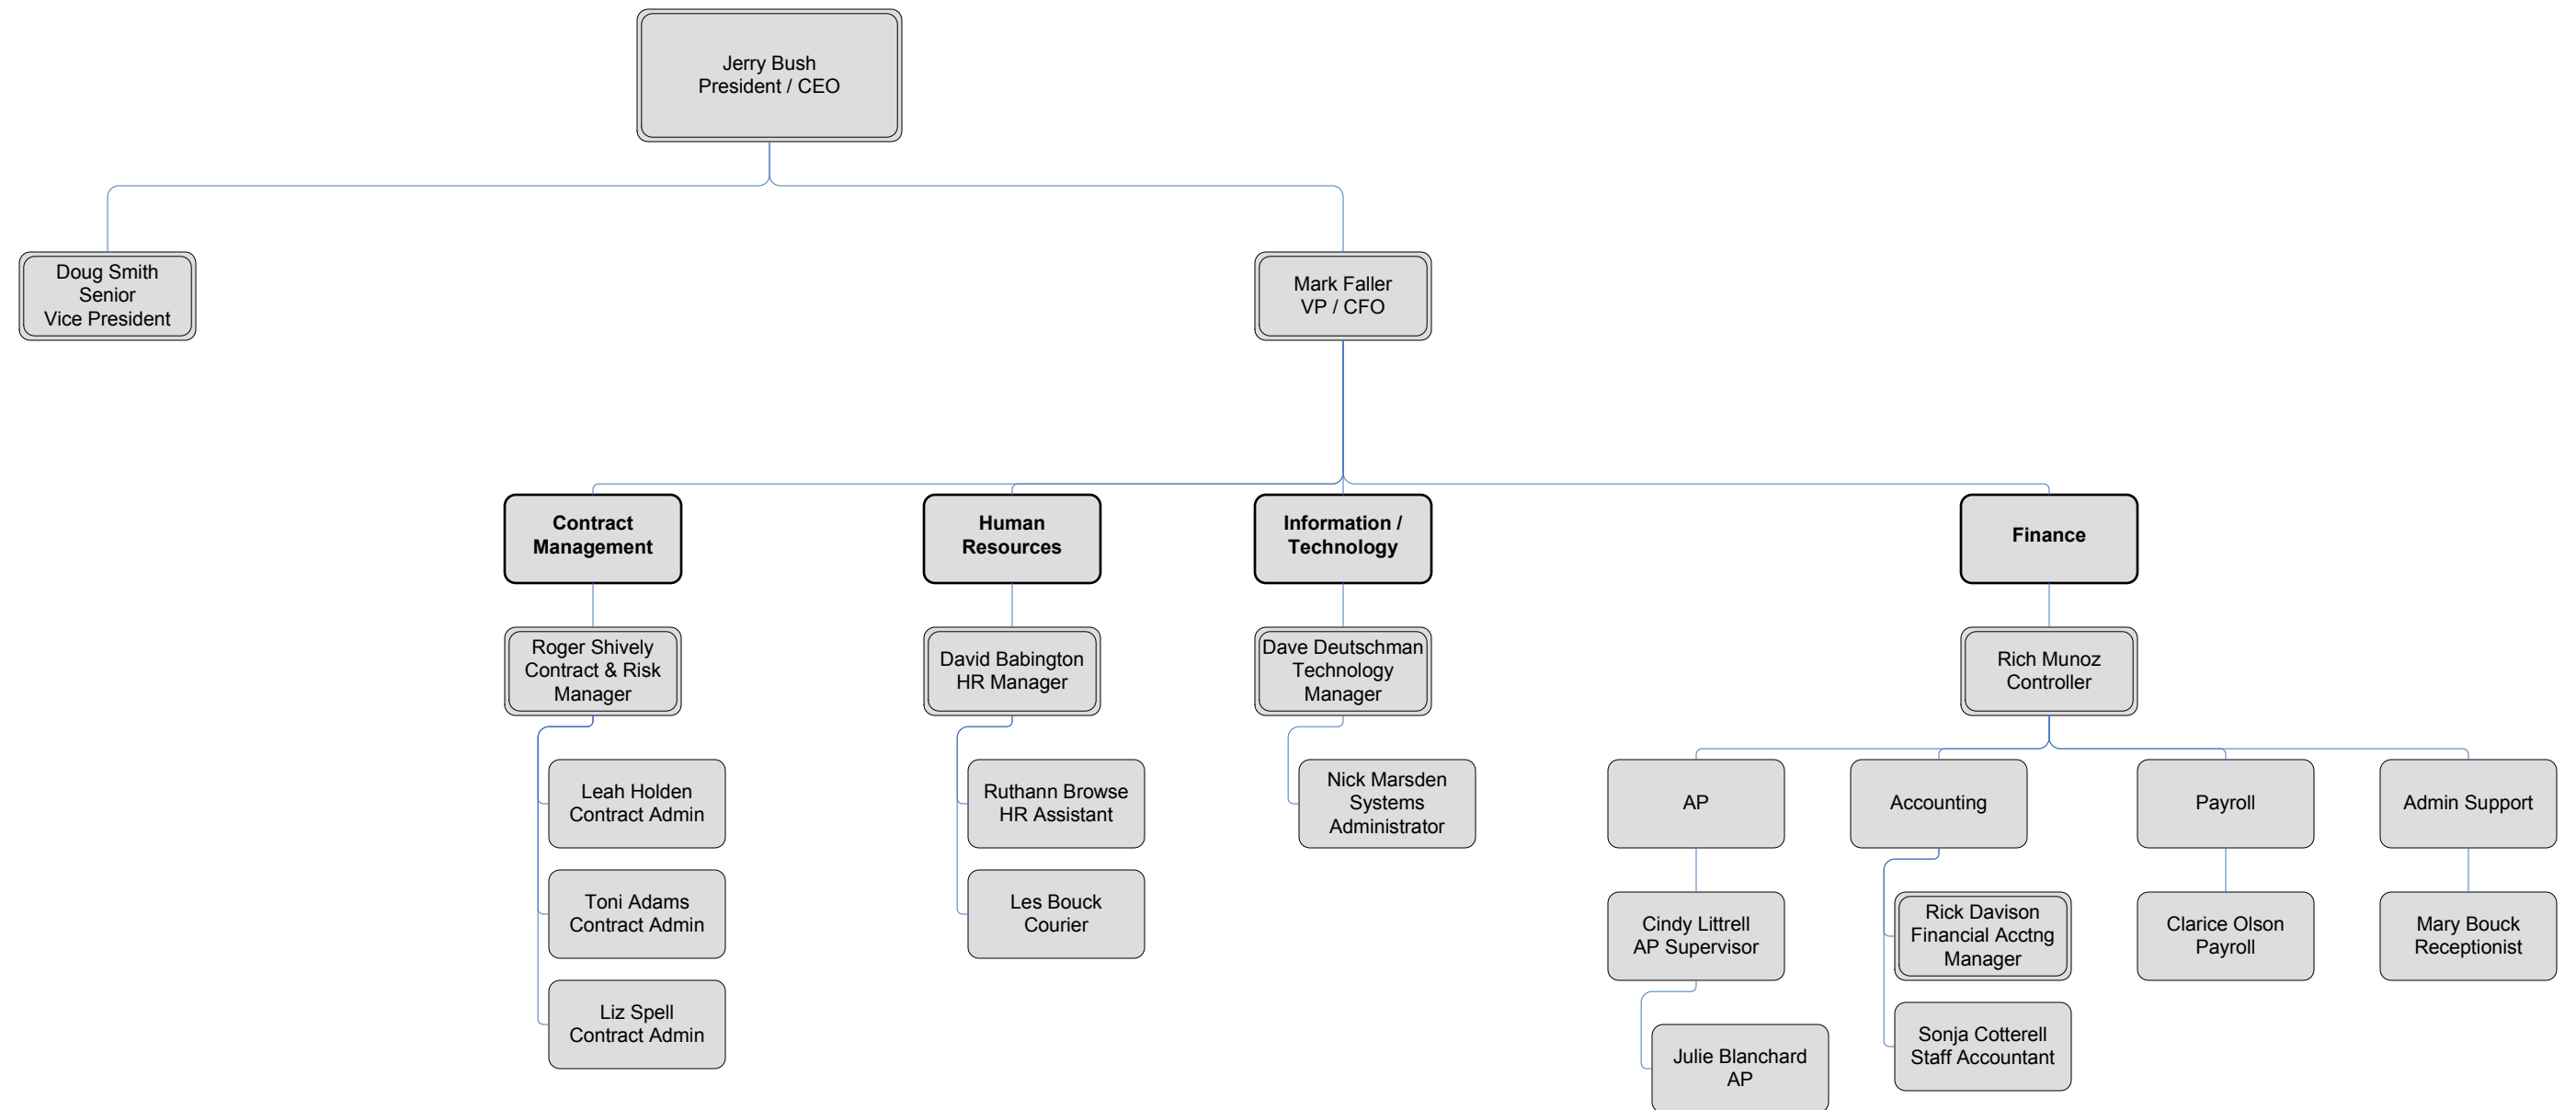 Jerry Bush
President / CEO
Doug Smith
Senior
Vice President
Mark Faller
VP / CFO
Contract
Management
Human
Resources
Information /
Technology
Finance
Roger Shively
Contract & Risk
Manager
David Babington
HR Manager
Dave Deutschman
Technology
Manager
Rich Munoz
Controller
Leah Holden
Contract Admin
Ruthann Browse
HR Assistant
Nick Marsden
Systems
Administrator
AP
Accounting
Payroll
Admin Support
Toni Adams
Contract Admin
Les Bouck
Courier
Cindy Littrell
AP Supervisor
Rick Davison
Financial Acctng
Manager
Clarice Olson
Payroll
Mary Bouck
Receptionist
Liz Spell
Contract Admin
Julie Blanchard
AP
Sonja Cotterell
Staff Accountant